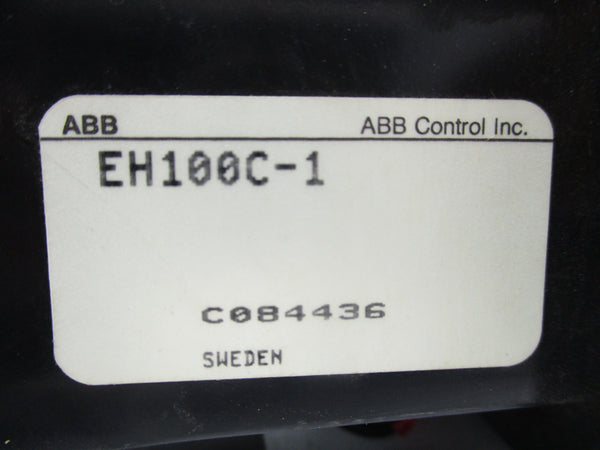 ABB ABB Control Inc.
EH100C-1
C084436
SWEDEN